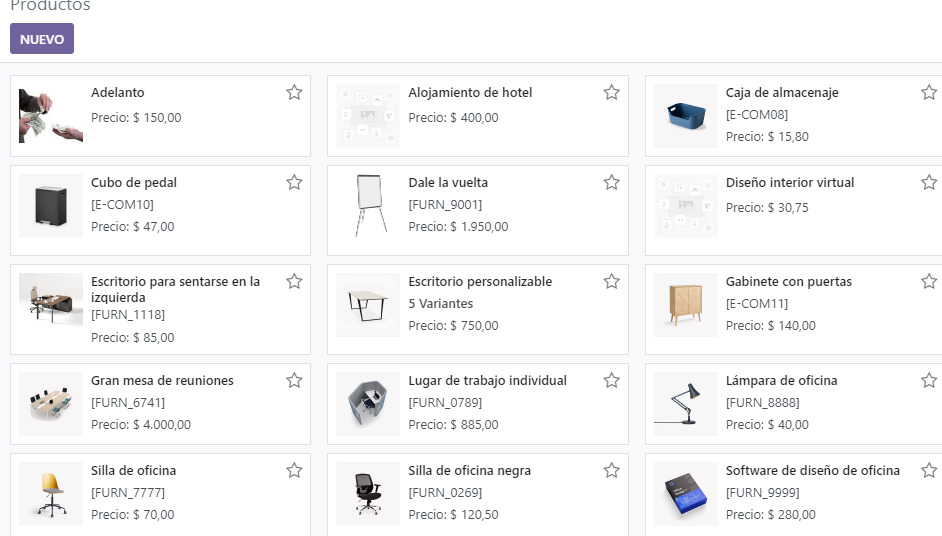 Productos
NUEVO
Adelanto
Precio: $ 150,00
Alojamiento de hotel
Precio: $ 400,00
Caja de almacenaje
[E-COM08]
Precio: $ 15,80
Cubo de pedal
[E-COM10]
Precio: $ 47,00
Dale la vuelta
[FURN_9001]
Precio: $ 1.950,00
Diseño interior virtual
Precio: $ 30,75
Escritorio para sentarse en la
izquierda
[FURN_1118]
Precio: $ 85,00
Escritorio personalizable
5 Variantes
Precio: $ 750,00
Gabinete con puertas
[E-COM11]
Precio: $ 140,00
Gran mesa de reuniones
[FURN_6741]
Precio: $ 4.000,00
Lugar de trabajo individual
[FURN_0789]
Precio: $ 885,00
Lámpara de oficina
[FURN_8888]
Precio: $ 40,00
Silla de oficina
[FURN_7777]
Precio: $ 70,00
Silla de oficina negra
[FURN_0269]
Precio: $ 120,50
Software de diseño de oficina
[FURN_9999]
Precio: $ 280,00